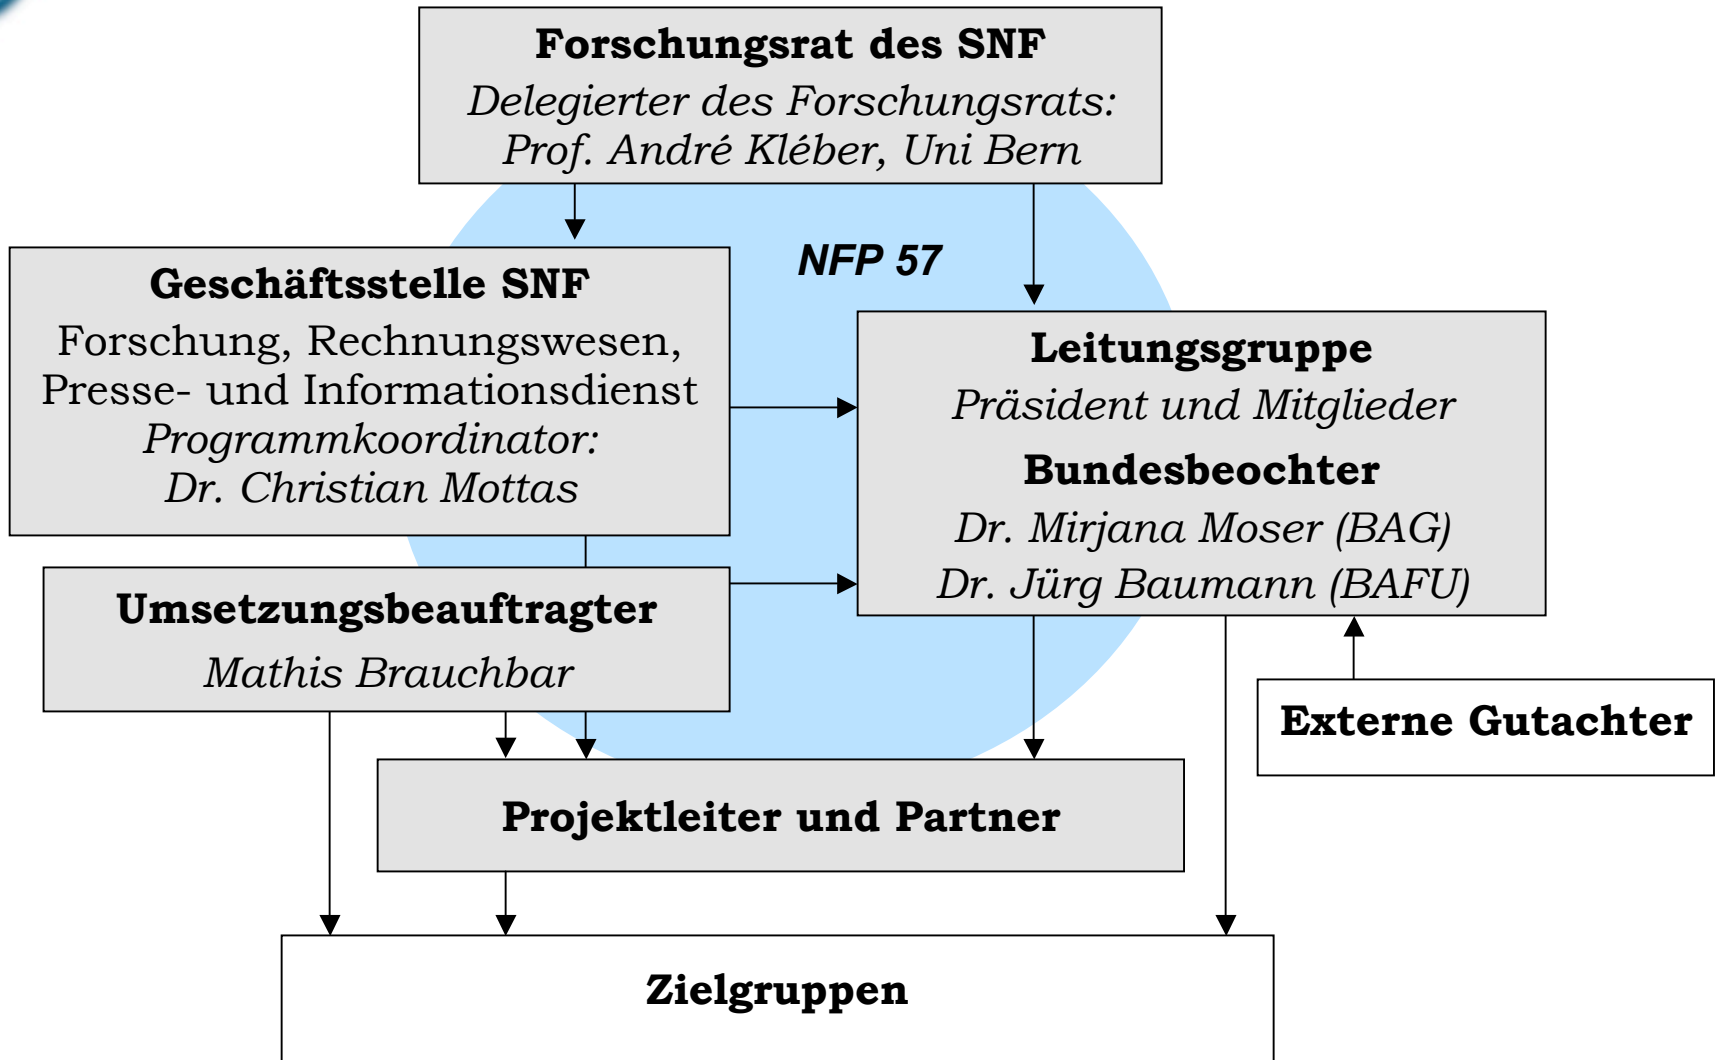 Forschungsrat des SNF
Delegierter des Forschungsrats:
Prof. André Kléber, Uni Bern
NFP 57
Geschäftsstelle SNF
Forschung, Rechnungswesen,
Presse- und Informationsdienst
Programmkoordinator:
Dr. Christian Mottas
Leitungsgruppe
Präsident und Mitglieder
Bundesbeochter
Dr. Mirjana Moser (BAG)
Dr. Jürg Baumann (BAFU)
Umsetzungsbeauftragter
Mathis Brauchbar
Externe Gutachter
Projektleiter und Partner
Zielgruppen